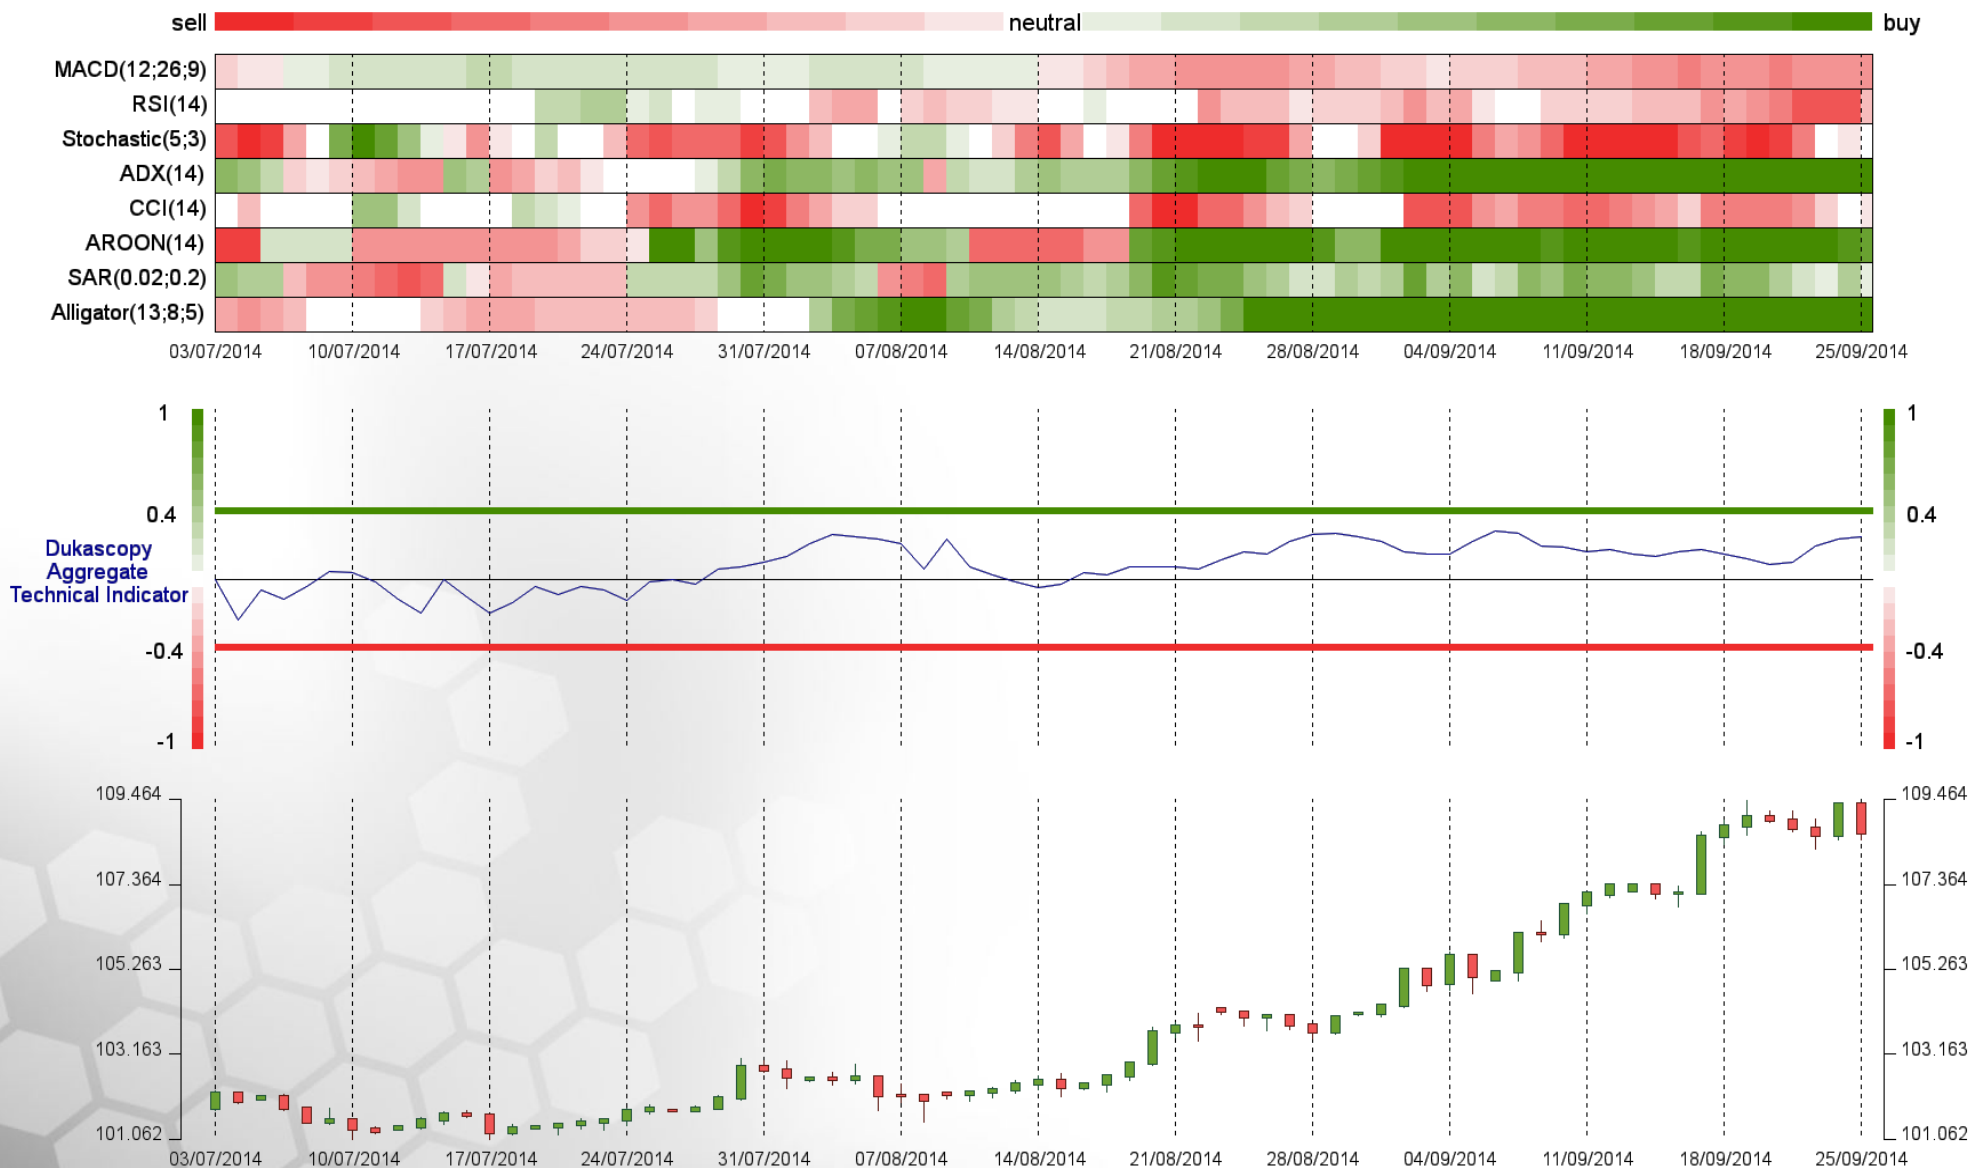 sell neutral buy
MACD(12;26;9)
RSI(14)
Stochastic(5;3)
ADX(14)
CCI(14)
AROON(14)
SAR(0.02;0.2)
Alligator(13;8;5)
03/07/2014 10/07/2014 17/07/2014 24/07/2014 31/07/2014 07/08/2014 14/08/2014 21/08/2014 28/08/2014 04/09/2014 11/09/2014 18/09/2014 25/09/2014
1 1
0.4 0.4
Dukascopy
Aggregate
Technical Indicator
-0.4 -0.4
-1 -1
109.464 109.464
107.364 107.364
105.263 105.263
103.163 103.163
101.062 101.062
03/07/2014 10/07/2014 17/07/2014 24/07/2014 31/07/2014 07/08/2014 14/08/2014 21/08/2014 28/08/2014 04/09/2014 11/09/2014 18/09/2014 25/09/2014